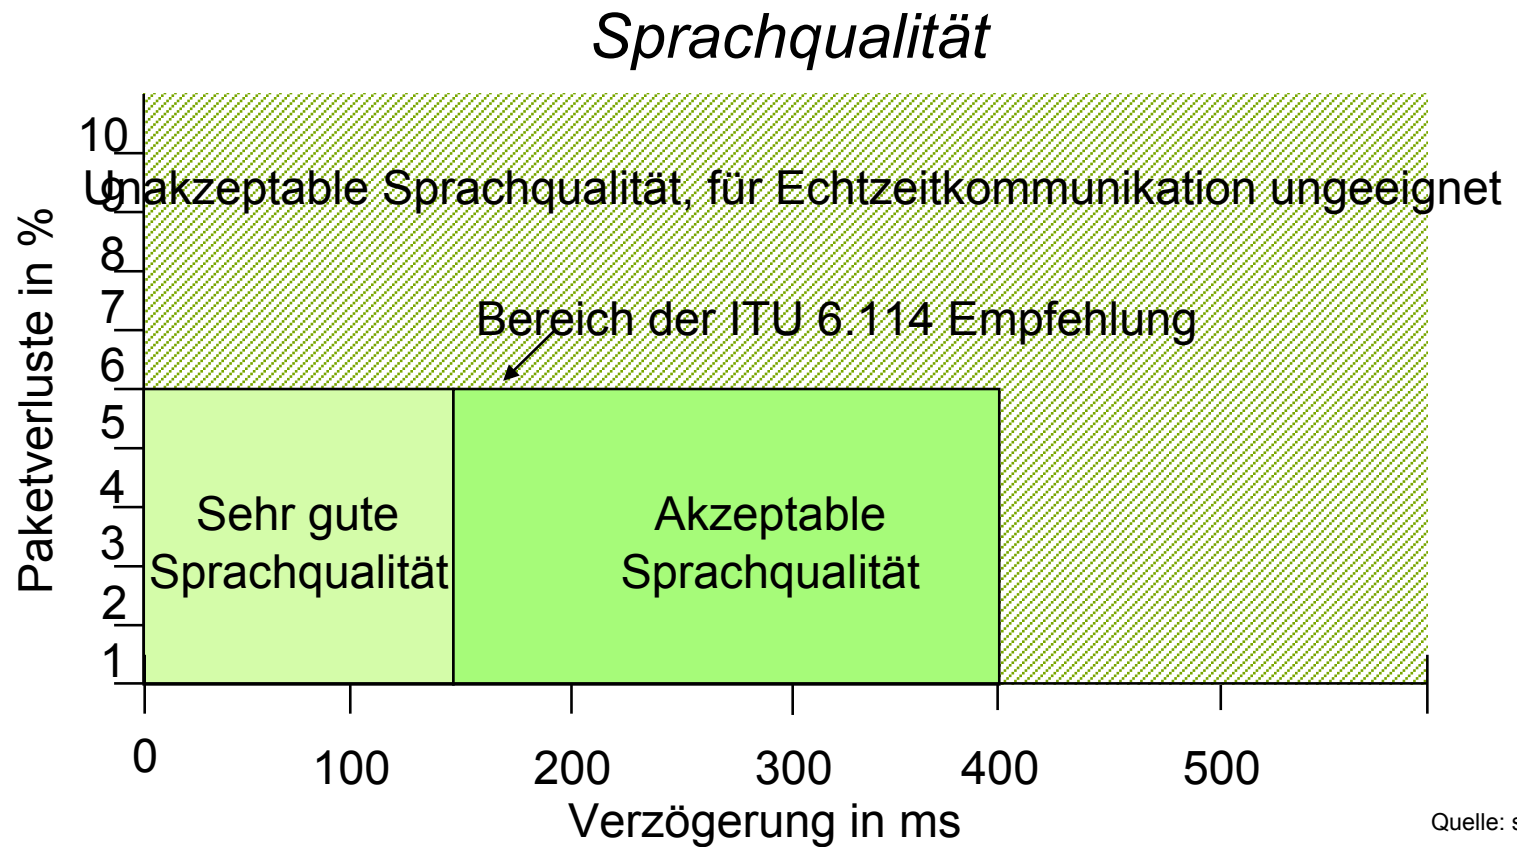 Sprachqualität
10
Unakzeptable Sprachqualität, für Echtzeitkommunikation ungeeignet
9
8
7
Bereich der ITU 6.114 Empfehlung
6
5
4
Sehr gute
Sprachqualität
Akzeptable
Sprachqualität
3
2
1
Paketverluste in %
0
100
200
300
400
500
Verzögerung in ms
Quelle: